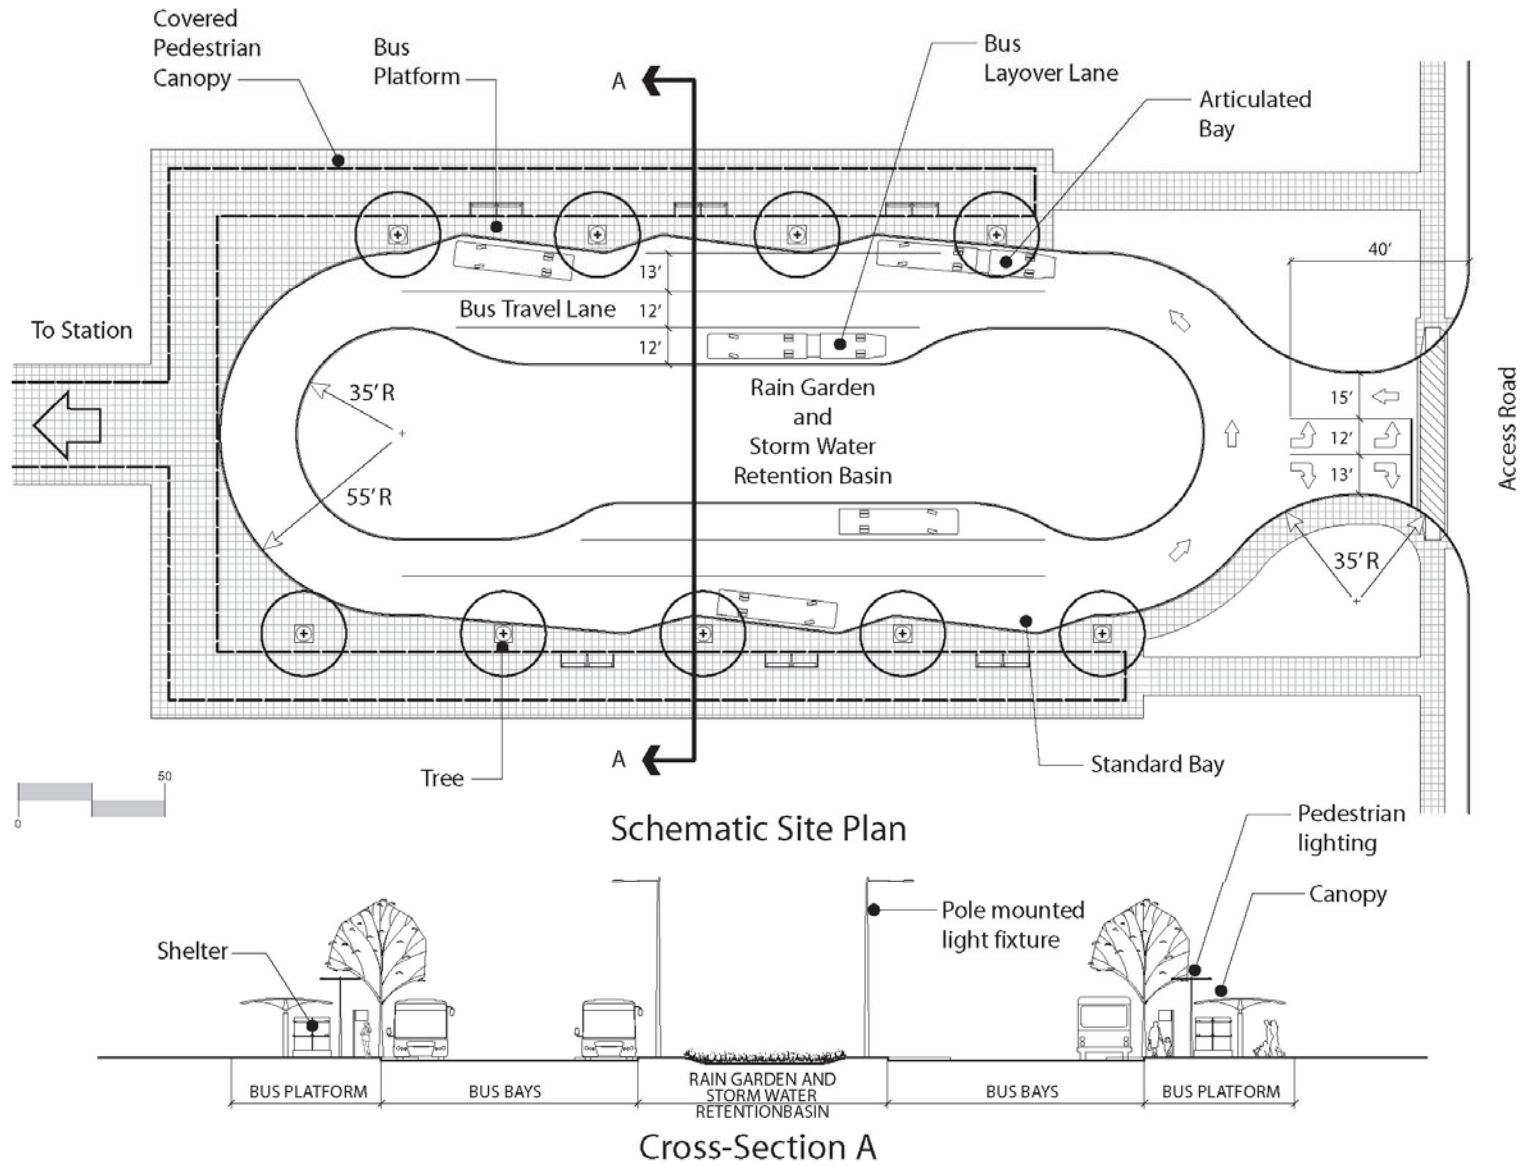 Covered
Pedestrian
Canopy
Bus
Platform
A
Bus
Layover Lane
Articulated
Bay
40'
13'
Bus Travel Lane
12'
To Station
12'
35' R
Rain Garden
and
Storm Water
Retention Basin
15'
12'
13'
Access Road
55' R
35' R
A
Tree
Standard Bay
50
0
Schematic Site Plan
Pedestrian
lighting
Canopy
Pole mounted
light fixture
Shelter
BUS PLATFORM
BUS BAYS
RAIN GARDEN AND
STORM WATER
RETENTIONBASIN
BUS BAYS
BUS PLATFORM
Cross-Section A